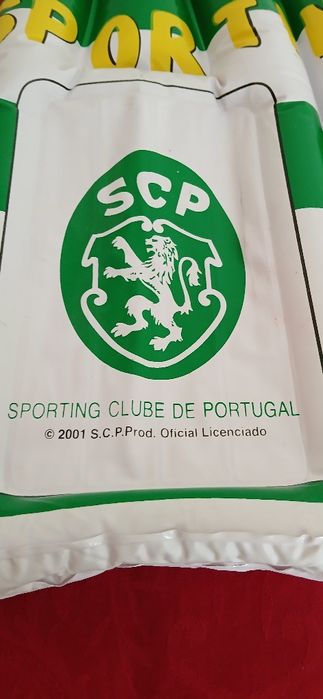 SPORT
SCP
SPORTING CLUBE DE PORTUGAL
© 2001 S.C.P.Prod. Oficial Licenciado